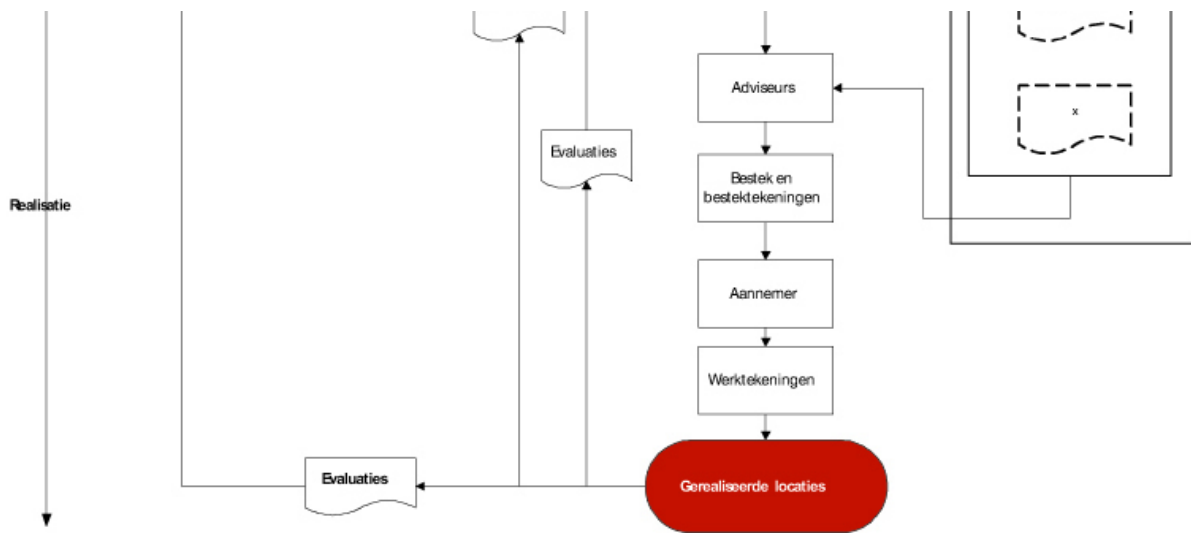 Adviseurs
x
Evaluaties
Bestek en
bestektekeningen
Realisatie
Aannemer
Werktekeningen
Evaluaties
Gerealiseerde locaties